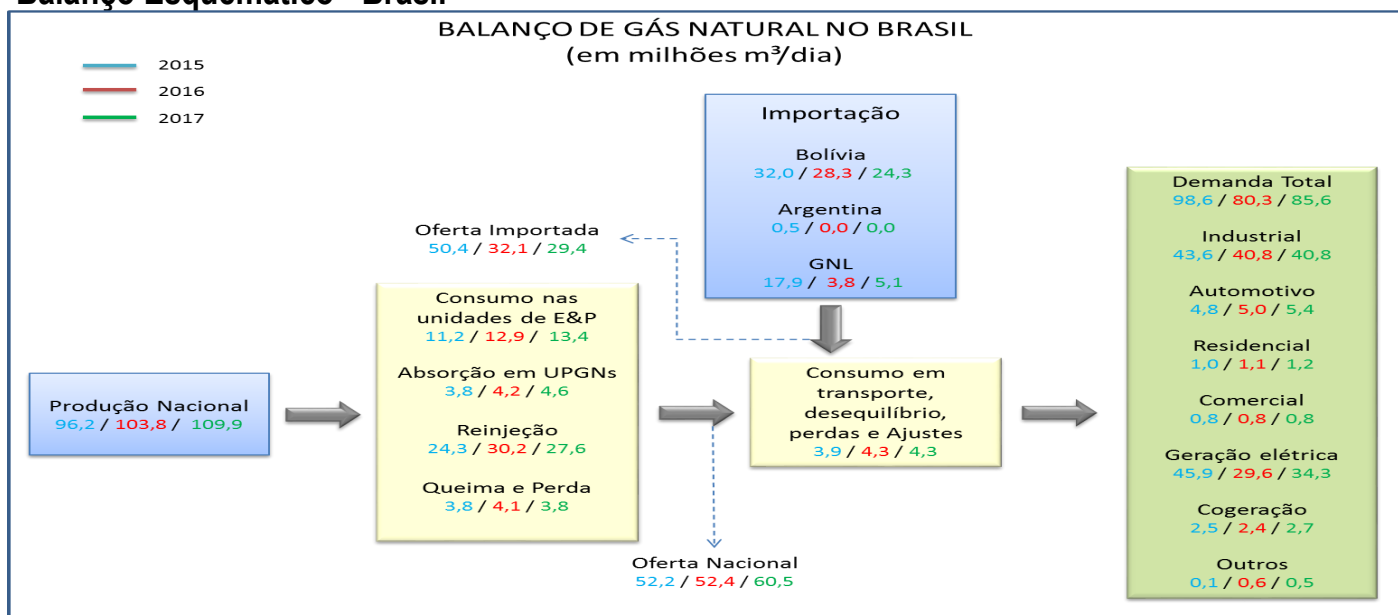 Balanço Esquemático - Brasil
BALANÇO DE GÁS NATURAL NO BRASIL
(em milhões m³/dia)
2015
2016
2017
Importação
Bolívia
32,0 / 28,3 / 24,3
Argentina
0,5 / 0,0 / 0,0
GNL
17,9 / 3,8 / 5,1
Oferta Importada
50,4 / 32,1 / 29,4
Produção Nacional
96,2 / 103,8 / 109,9
Consumo nas
unidades de E&P
11,2 / 12,9 / 13,4
Absorção em UPGNs
3,8 / 4,2 / 4,6
Reinjeção
24,3 / 30,2 / 27,6
Queima e Perda
3,8 / 4,1 / 3,8
Oferta Nacional
52,2 / 52,4 / 60,5
Consumo em
transporte,
desequilíbrio,
perdas e Ajustes
3,9 / 4,3 / 4,3
Demanda Total
98,6 / 80,3 / 85,6
Industrial
43,6 / 40,8 / 40,8
Automotivo
4,8 / 5,0 / 5,4
Residencial
1,0 / 1,1 / 1,2
Comercial
0,8 / 0,8 / 0,8
Geração elétrica
45,9 / 29,6 / 34,3
Cogeração
2,5 / 2,4 / 2,7
Outros
0,1 / 0,6 / 0,5